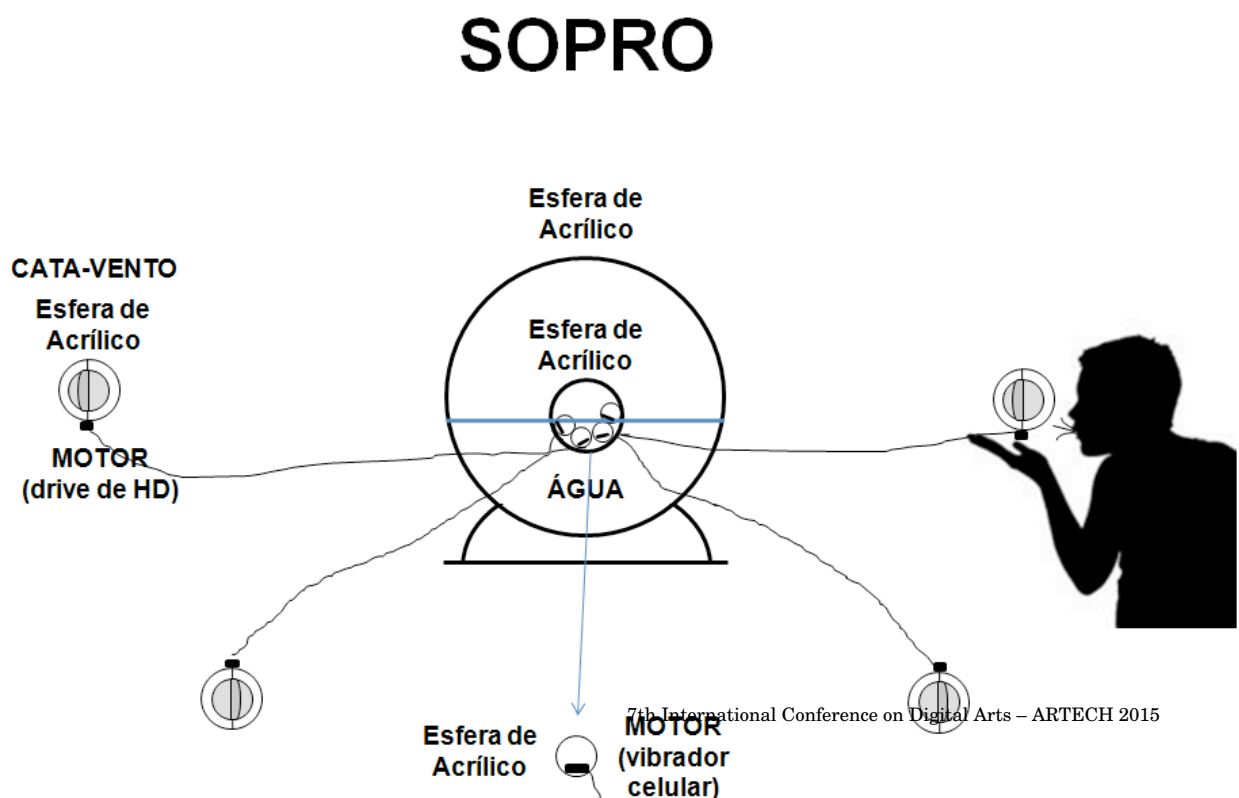 SOPRO
Esfera de
Acrílico
CATA-VENTO
Esfera de
Acrílico
Esfera de
Acrílico
MOTOR
(drive de HD)
ÁGUA
7th International Conference on Digital Arts – ARTECH 2015
Esfera de
Acrílico
MOTOR
(vibrador
celular)